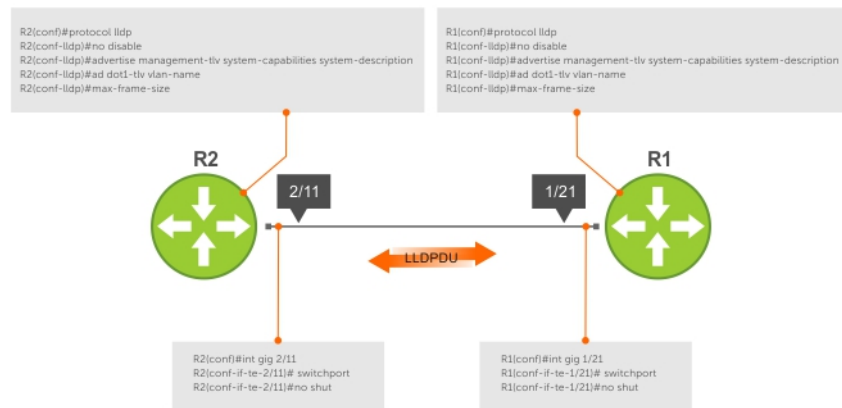 R2(conf)#protocol lldp
R2(conf-lldp)#no disable
R2(conf-lldp)#advertise management-tlv system-capabilities system-description
R2(conf-lldp)#ad dot1-tlv vlan-name
R2(conf-lldp)#max-frame-size
R1(conf)#protocol lldp
R1(conf-lldp)#no disable
R1(conf-lldp)#advertise management-tlv system-capabilities system-description
R1(conf-lldp)#ad dot1-tlv vlan-name
R1(conf-lldp)#max-frame-size
R2
R1
2/11
1/21
LLDPDU
R2(conf)#int gig 2/11
R2(conf-if-te-2/11)# switchport
R2(conf-if-te-2/11)#no shut
R1(conf)#int gig 1/21
R1(conf-if-te-1/21)# switchport
R1(conf-if-te-1/21)#no shut